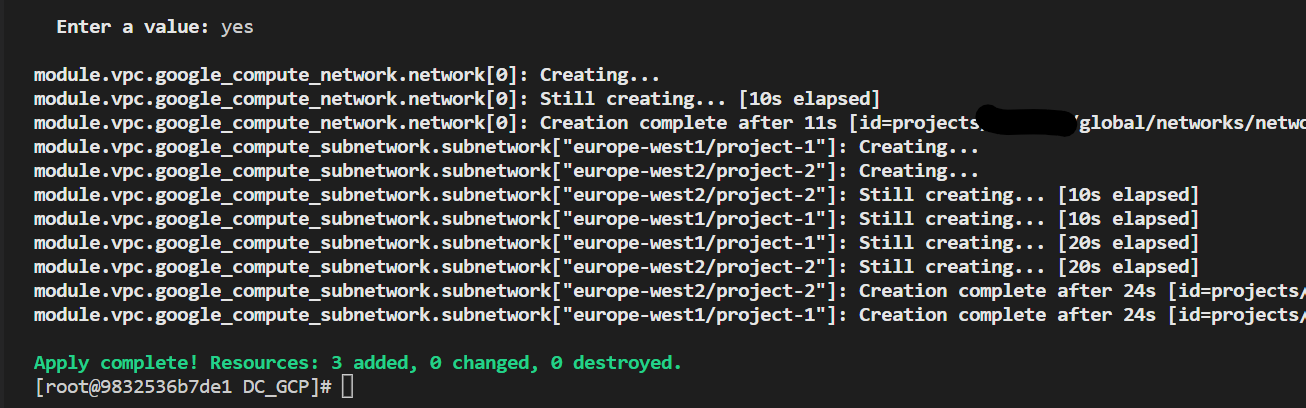 Enter a value: yes
module.vpc.google_compute_network.network[0]: Creating...
module.vpc.google_compute_network.network[0]: Still creating... [10s elapsed]
module.vpc.google_compute_network.network[0]: Creation complete after 11s [id=projects /global/networks/netwo
module.vpc.google_compute_subnetwork.subnetwork["europe-west1/project-1"]: Creating...
module.vpc.google_compute_subnetwork.subnetwork["europe-west2/project-2"]: Creating...
module.vpc.google_compute_subnetwork.subnetwork["europe-west2/project-2"]: Still creating... [10s elapsed]
module.vpc.google_compute_subnetwork.subnetwork["europe-west1/project-1"]: Still creating... [10s elapsed]
module.vpc.google_compute_subnetwork.subnetwork["europe-west1/project-1"]: Still creating... [20s elapsed]
module.vpc.google_compute_subnetwork.subnetwork["europe-west2/project-2"]: Still creating... [20s elapsed]
module.vpc.google_compute_subnetwork.subnetwork["europe-west2/project-2"]: Creation complete after 24s [id=projects/
module.vpc.google_compute_subnetwork.subnetwork["europe-west1/project-1"]: Creation complete after 24s [id=projects/
Apply complete! Resources: 3 added, 0 changed, 0 destroyed.
[root@9832536b7de1 DC_GCP]#